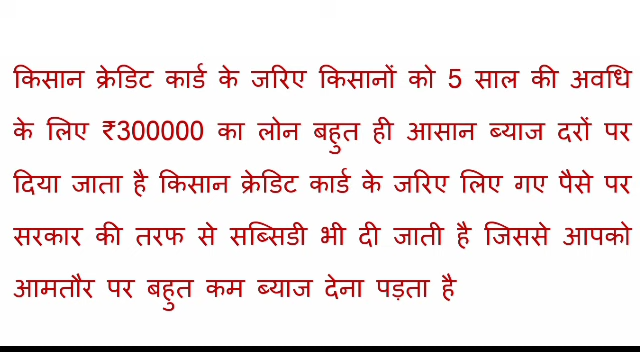 किसान क्रेडिट कार्ड के जरिए किसानों को 5 साल की अवधि
के लिए ₹300000 का लोन बहुत ही आसान ब्याज दरों पर
दिया जाता है किसान क्रेडिट कार्ड के जरिए लिए गए पैसे पर
सरकार की तरफ से सब्सिडी भी दी जाती है जिससे आपको
आमतौर पर बहुत कम ब्याज देना पड़ता है